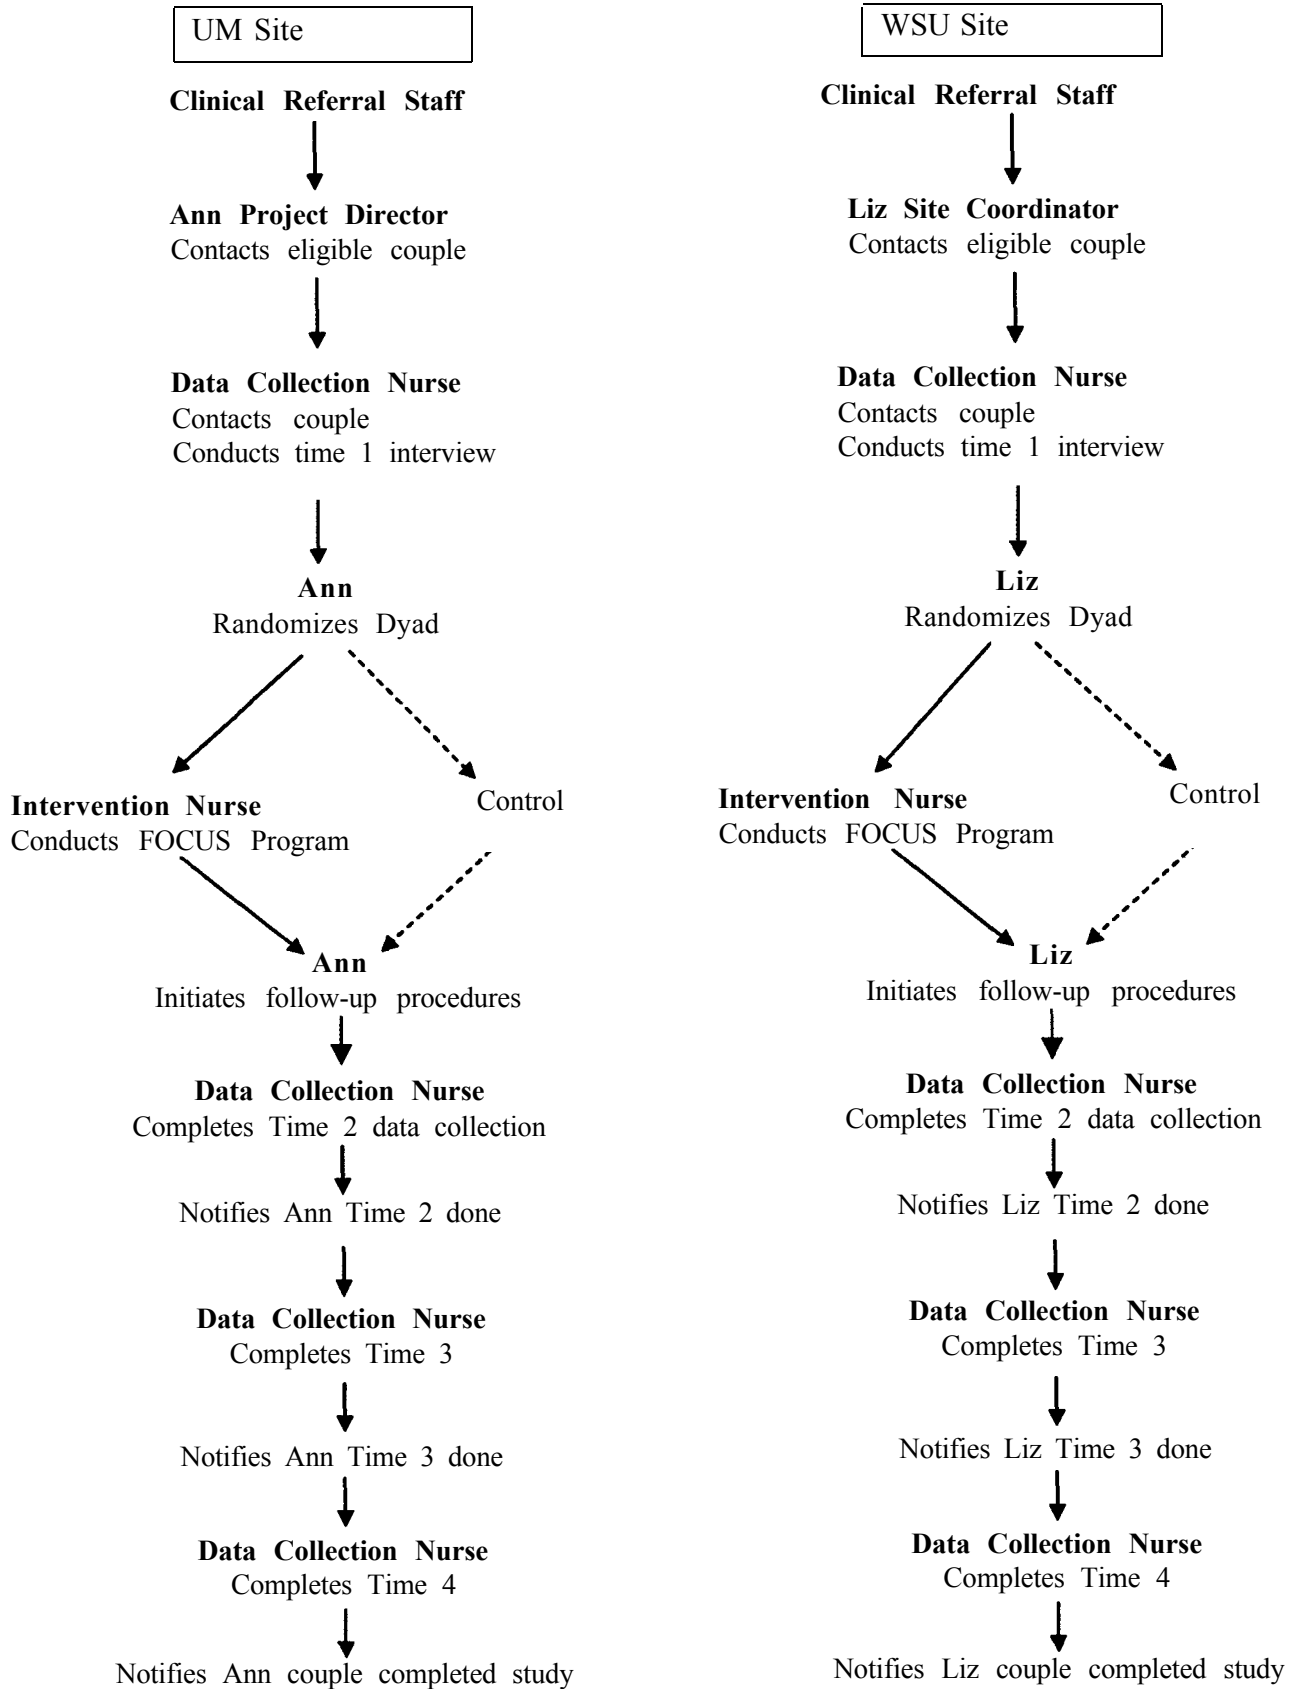 UM Site
Clinical Referral Staff
Ann Project Director
Contacts eligible couple
Data Collection Nurse
Contacts couple
Conducts time 1 interview
Ann
Randomizes Dyad
Intervention Nurse
Conducts FOCUS Program
Control
Ann
Initiates follow-up procedures
Data Collection Nurse
Completes Time 2 data collection
Notifies Ann Time 2 done
Data Collection Nurse
Completes Time 3
Notifies Ann Time 3 done
Data Collection Nurse
Completes Time 4
Notifies Ann couple completed study
WSU Site
Clinical Referral Staff
Liz Site Coordinator
Contacts eligible couple
Data Collection Nurse
Contacts couple
Conducts time 1 interview
Liz
Randomizes Dyad
Intervention Nurse
Conducts FOCUS Program
Control
Liz
Initiates follow-up procedures
Data Collection Nurse
Completes Time 2 data collection
Notifies Liz Time 2 done
Data Collection Nurse
Completes Time 3
Notifies Liz Time 3 done
Data Collection Nurse
Completes Time 4
Notifies Liz couple completed study